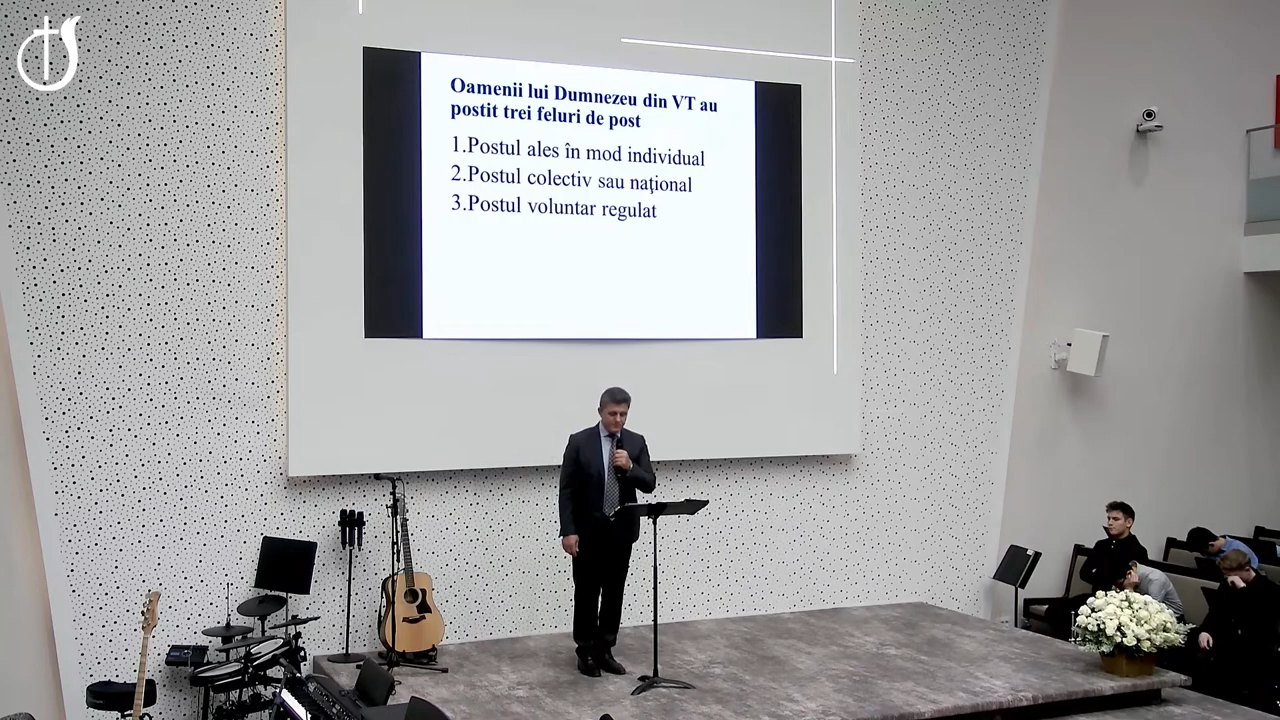 Oamenii lui Dumnezeu din VT au
postit trei feluri de post
1.Postul ales în mod individual
2.Postul colectiv sau naţional
3.Postul voluntar regulat